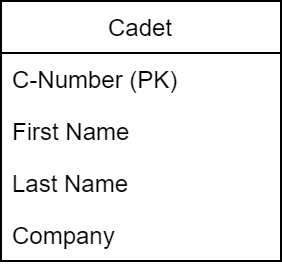 Cadet
C-Number (PK)
First Name
Last Name
Company